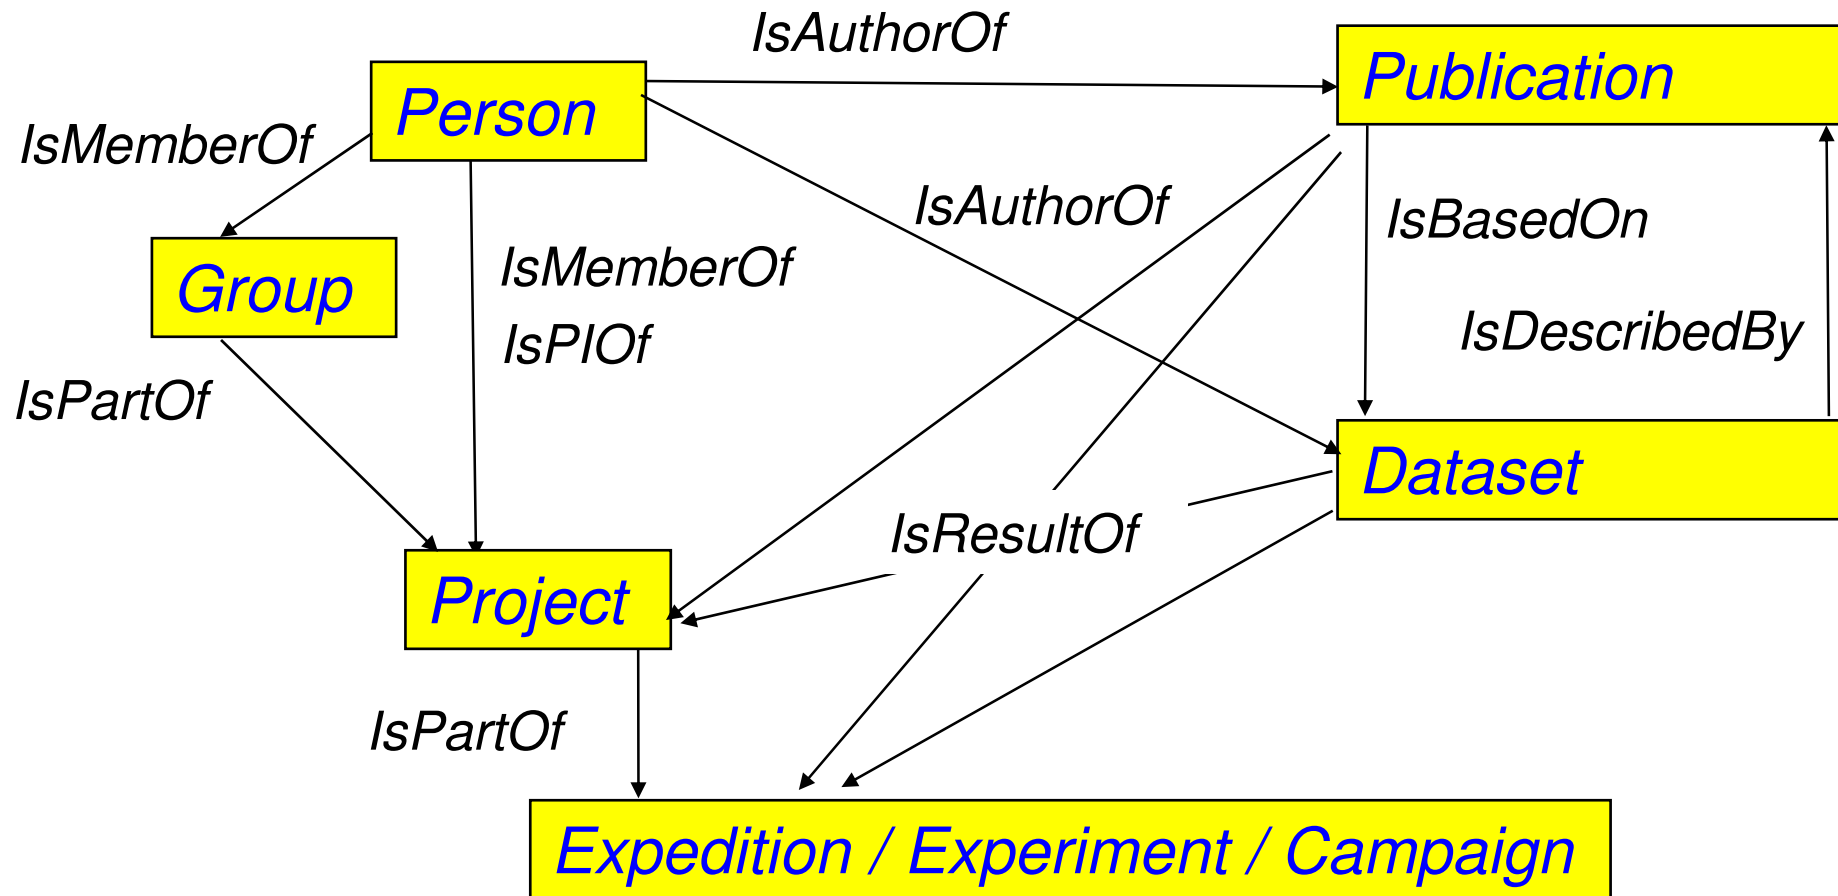 IsAuthorOf
Publication
Person
IsMemberOf
IsAuthorOf
IsBasedOn
Group
IsMemberOf
IsPIOf
IsDescribedBy
IsPartOf
Dataset
IsResultOf
Project
IsPartOf
Expedition / Experiment / Campaign